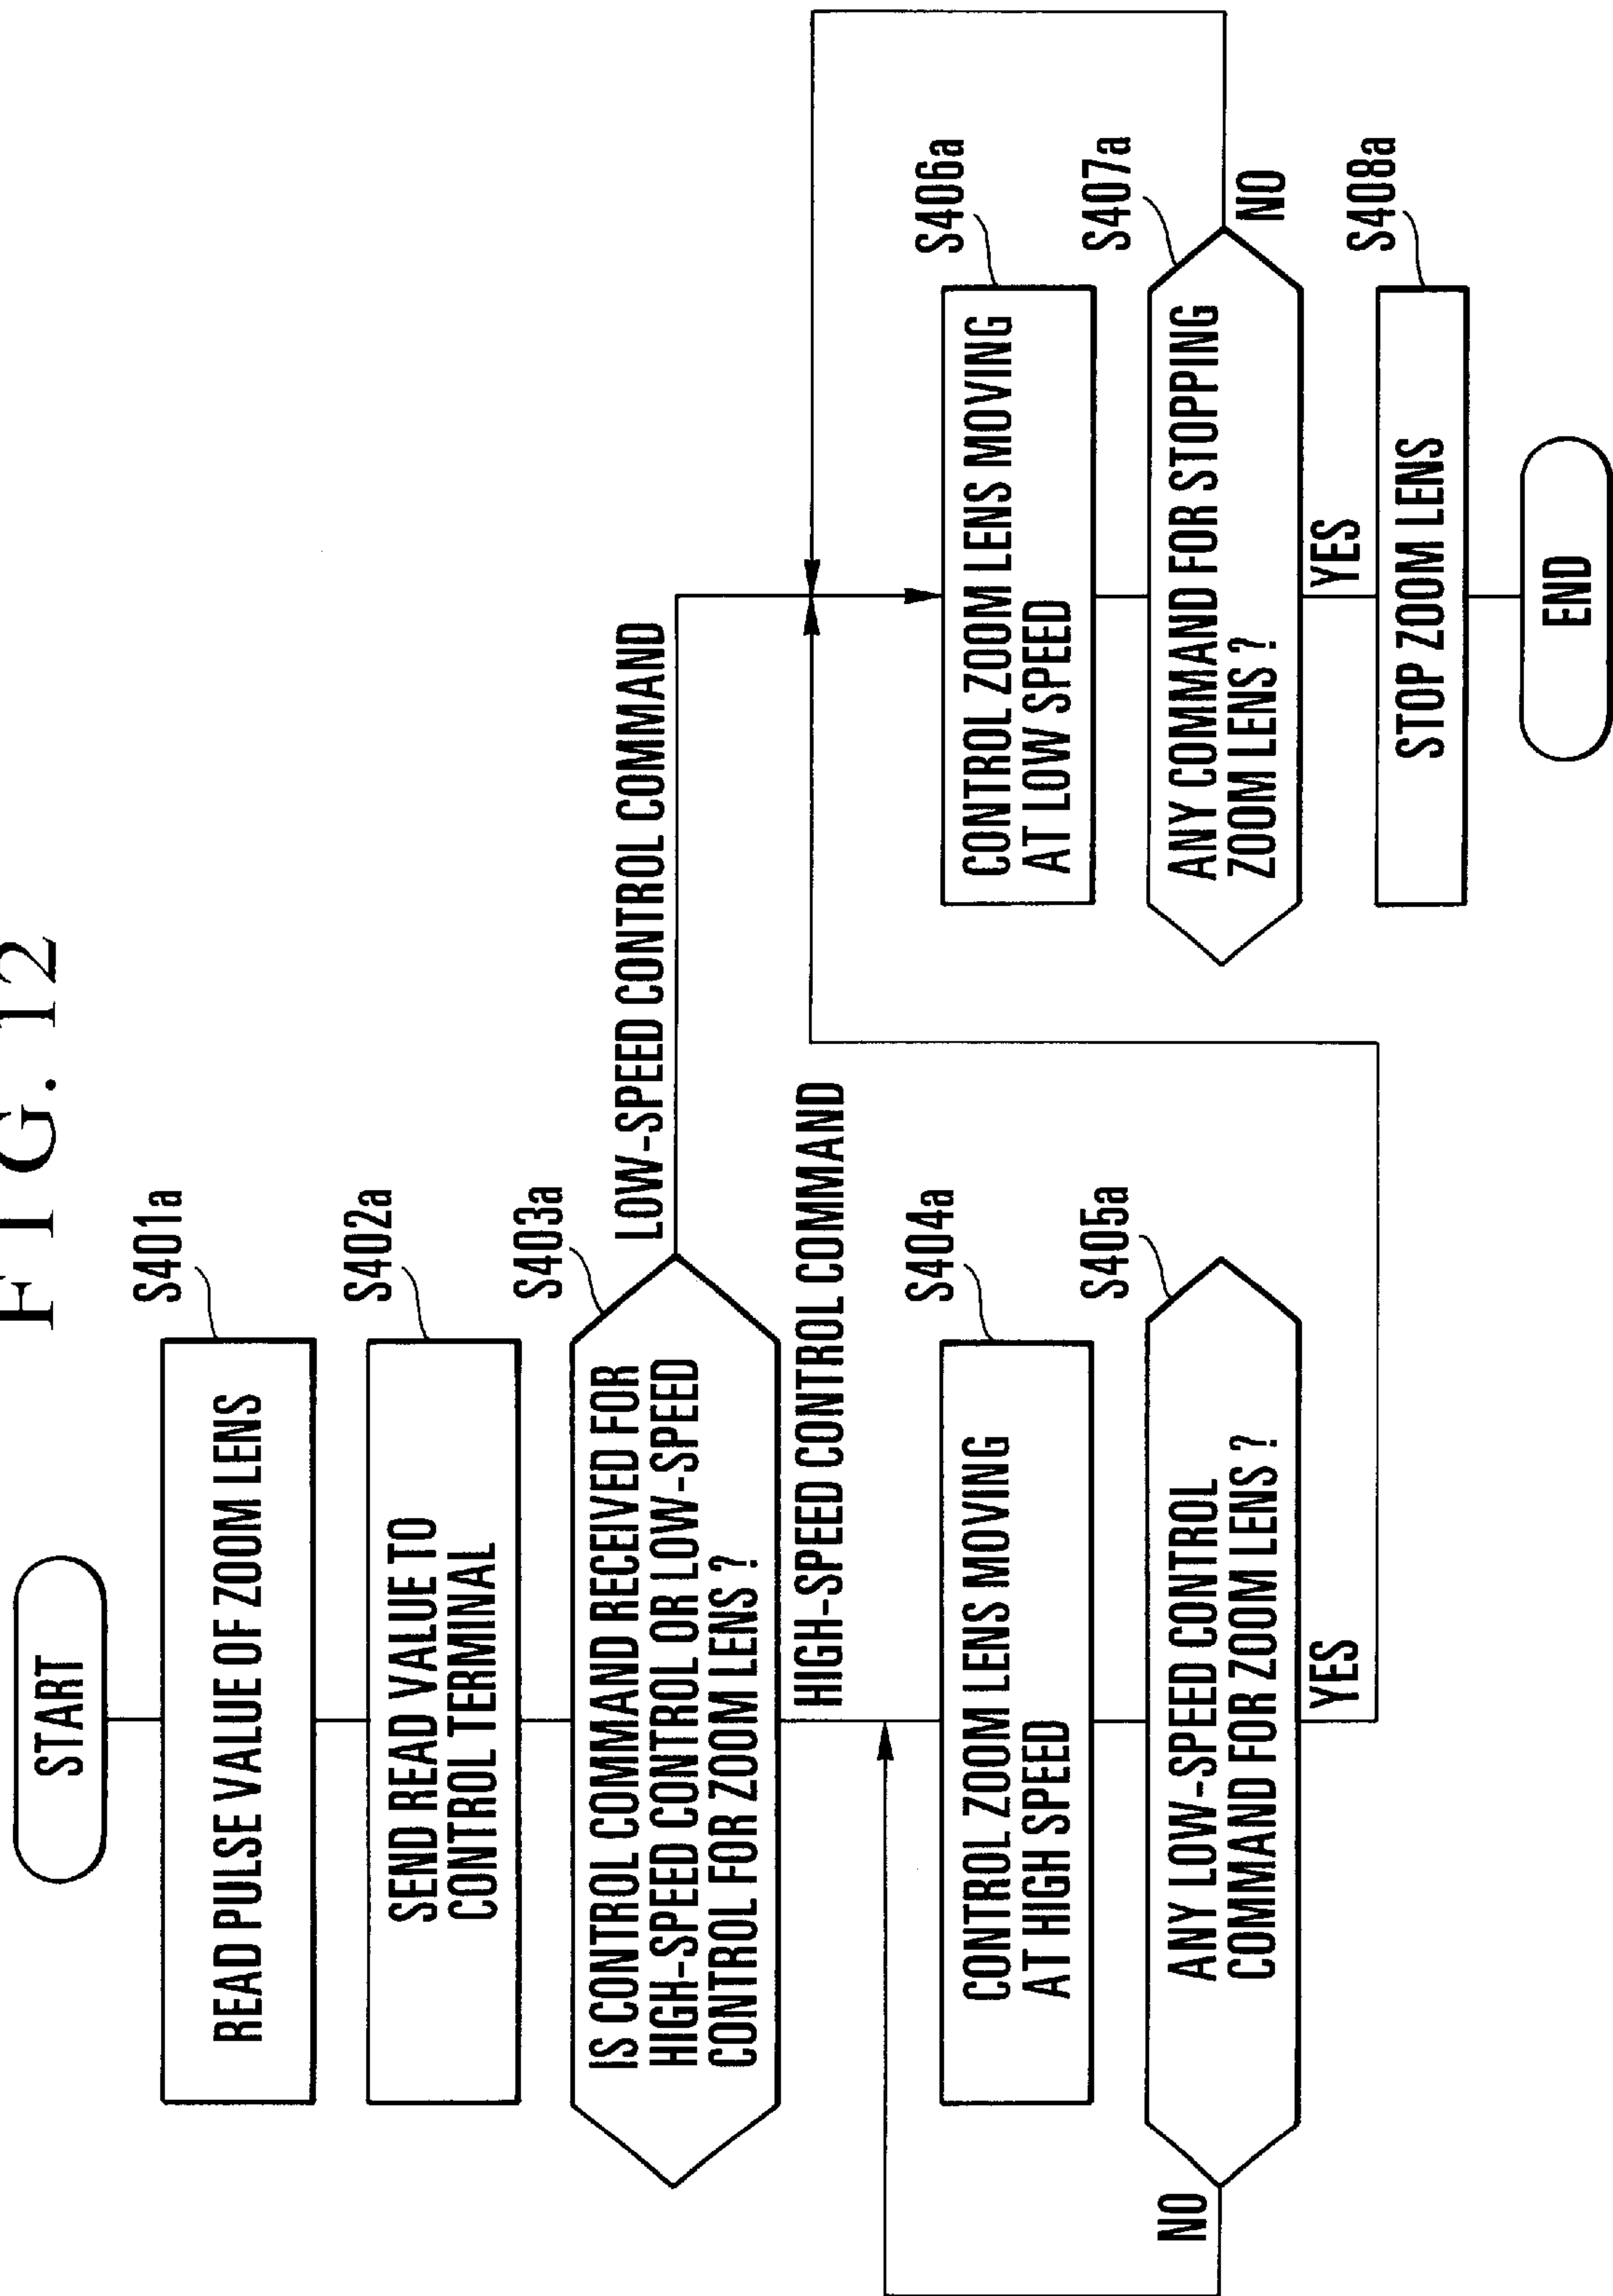 FIG. 12
START
S401a
READ PULSE VALUE OF ZOOM LENS
S402a
SEND READ VALUE TO
CONTROL TERMINAL
S403a
IS CONTROL COMMAND RECEIVED FOR
HIGH-SPEED CONTROL OR LOW-SPEED
CONTROL FOR ZOOM LENS ?
LOW-SPEED CONTROL COMMAND
HIGH-SPEED CONTROL COMMAND
S404a
CONTROL ZOOM LENS MOVING
AT HIGH SPEED
S405a
ANY LOW-SPEED CONTROL
COMMAND FOR ZOOM LENS ?
NO
YES
S406a
CONTROL ZOOM LENS MOVING
AT LOW SPEED
S407a
ANY COMMAND FOR STOPPING
ZOOM LENS ?
NO
YES
S408a
STOP ZOOM LENS
END